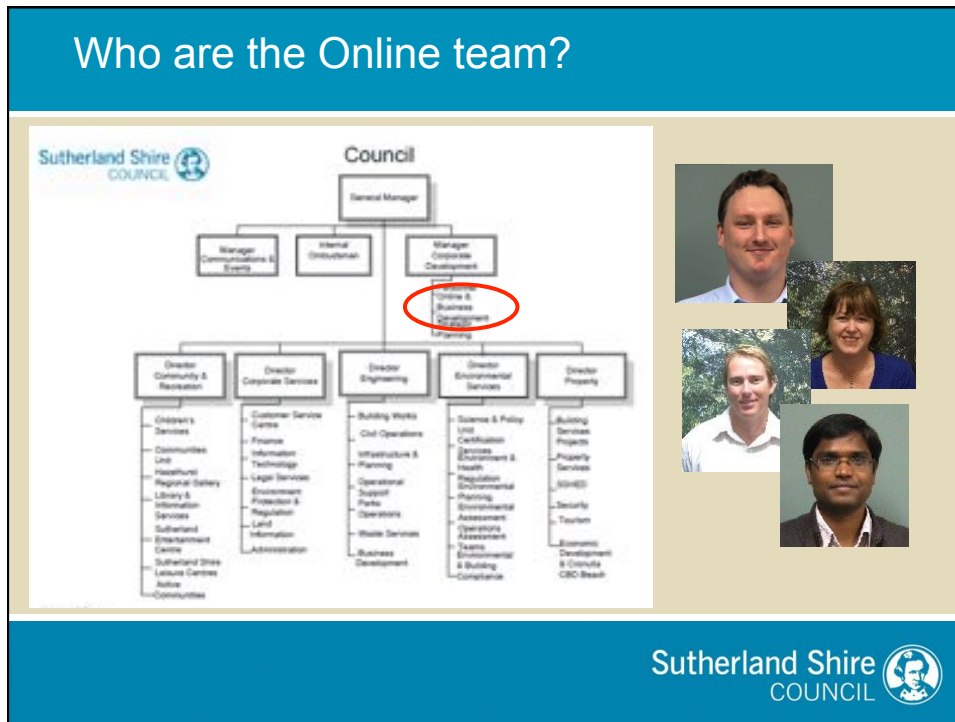 Who are the Online team?
Sutherland Shire
COUNCIL
Council
General Manager
Manager
Communications &
Events
Internal
Ombudsman
Manager
Corporate
Development
Online &
Business
Development
Strategic
Planning
Director
Community &
Recreation
Children's
Services
Communities
Unit
Hazelhurst
Regional Gallery
Library &
Information
Services
Sutherland
Entertainment
Centre
Sutherland Shire
Leisure Centres
Active
Communities
Director
Corporate Services
Customer Service
Centre
Finance
Information
Technology
Legal Services
Environment
Protection &
Regulation
Land
Information
Administration
Director
Engineering
Building Works
Civil Operations
Infrastructure &
Planning
Operational
Support
Parks
Operations
Waste Services
Business
Development
Director
Environmental
Services
Science & Policy
Unit
Certification
Services
Environment &
Health
Regulation
Environmental
Planning
Environmental
Assessment
Operations
Assessment
Teams
Environmental
& Building
Compliance
Director
Property
Building
Services
Projects
Property
Services
SSHED
Security
Tourism
Economic
Development
& Cronulla
CBD Beach
Sutherland Shire
COUNCIL